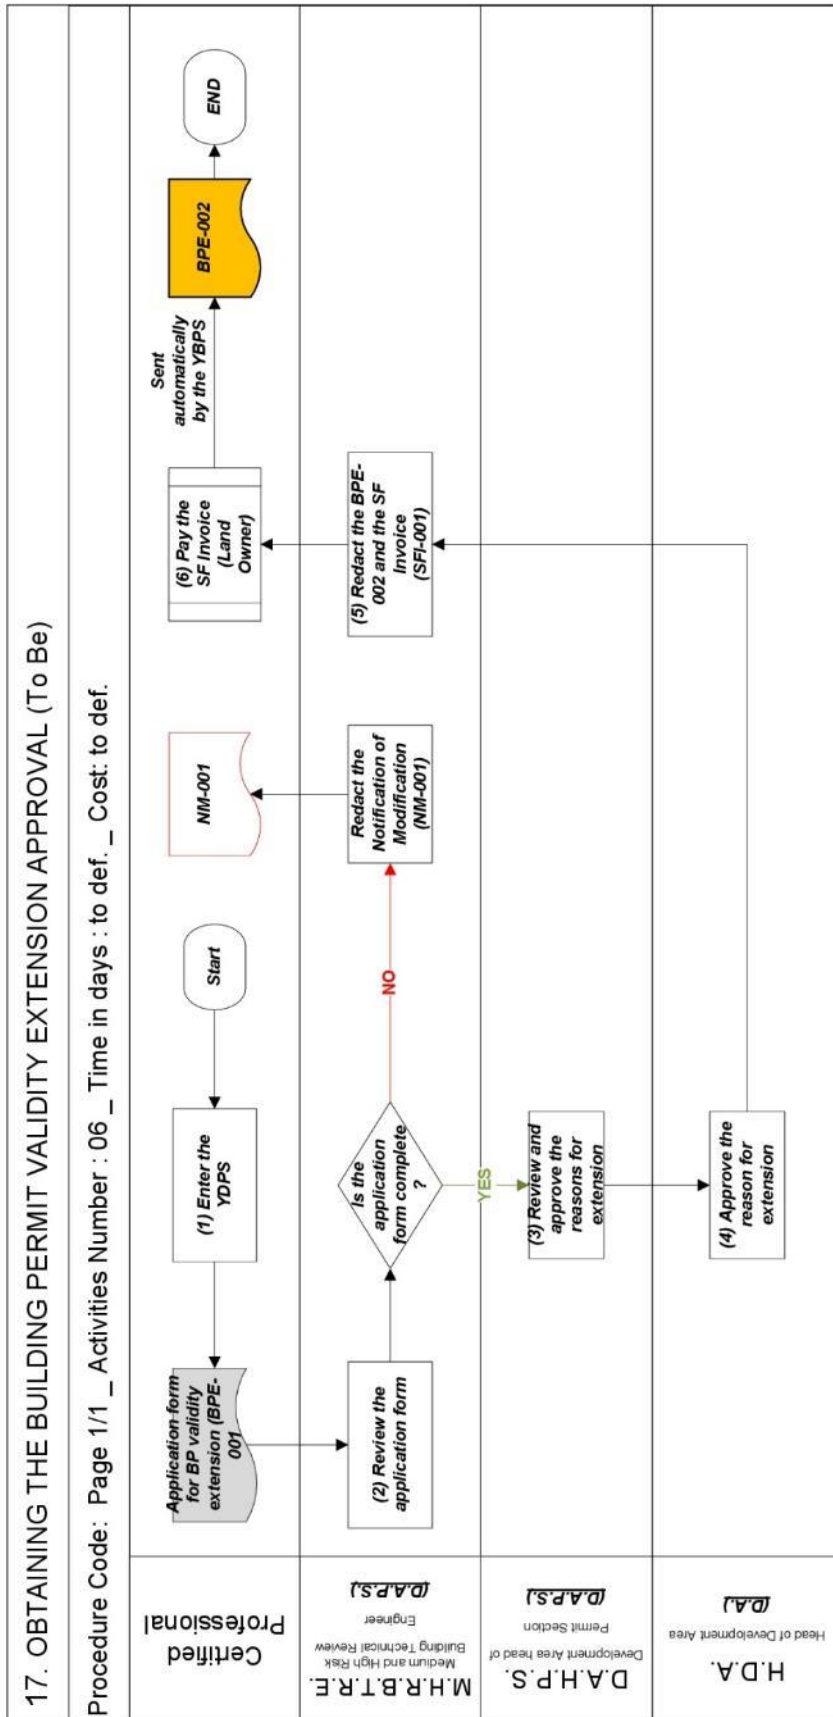 17. OBTAINING THE BUILDING PERMIT VALIDITY EXTENSION APPROVAL (To Be)
Procedure Code: Page 1/1 _ Activities Number : 06 _ Time in days : to def. _ Cost: to def.
Certified
Professional
Application form
for BP validity
extension (BPE-
001
(1) Enter the
YDPS
Start
NM-001
(6) Pay the
SF Invoice
(Land
Owner)
Sent
automatically
by the YBPS
BPE-002
END
M.H.R.B.T.R.E.
Medium and High Risk
Building Technical Review
Engineer
(D.A.P.S.)
(2) Review the
application form
Is the
application
form complete
?
NO
YES
Redact the
Notification of
Modification
(NM-001)
(5) Redact the BPE-
002 and the SF
Invoice
(SFI-001)
D.A.H.P.S.
Development Area head of
Permit Section
(D.A.P.S.)
(3) Review and
approve the
reasons for
extension
H.D.A.
Head of Development Area
(D.A.)
(4) Approve the
reason for
extension